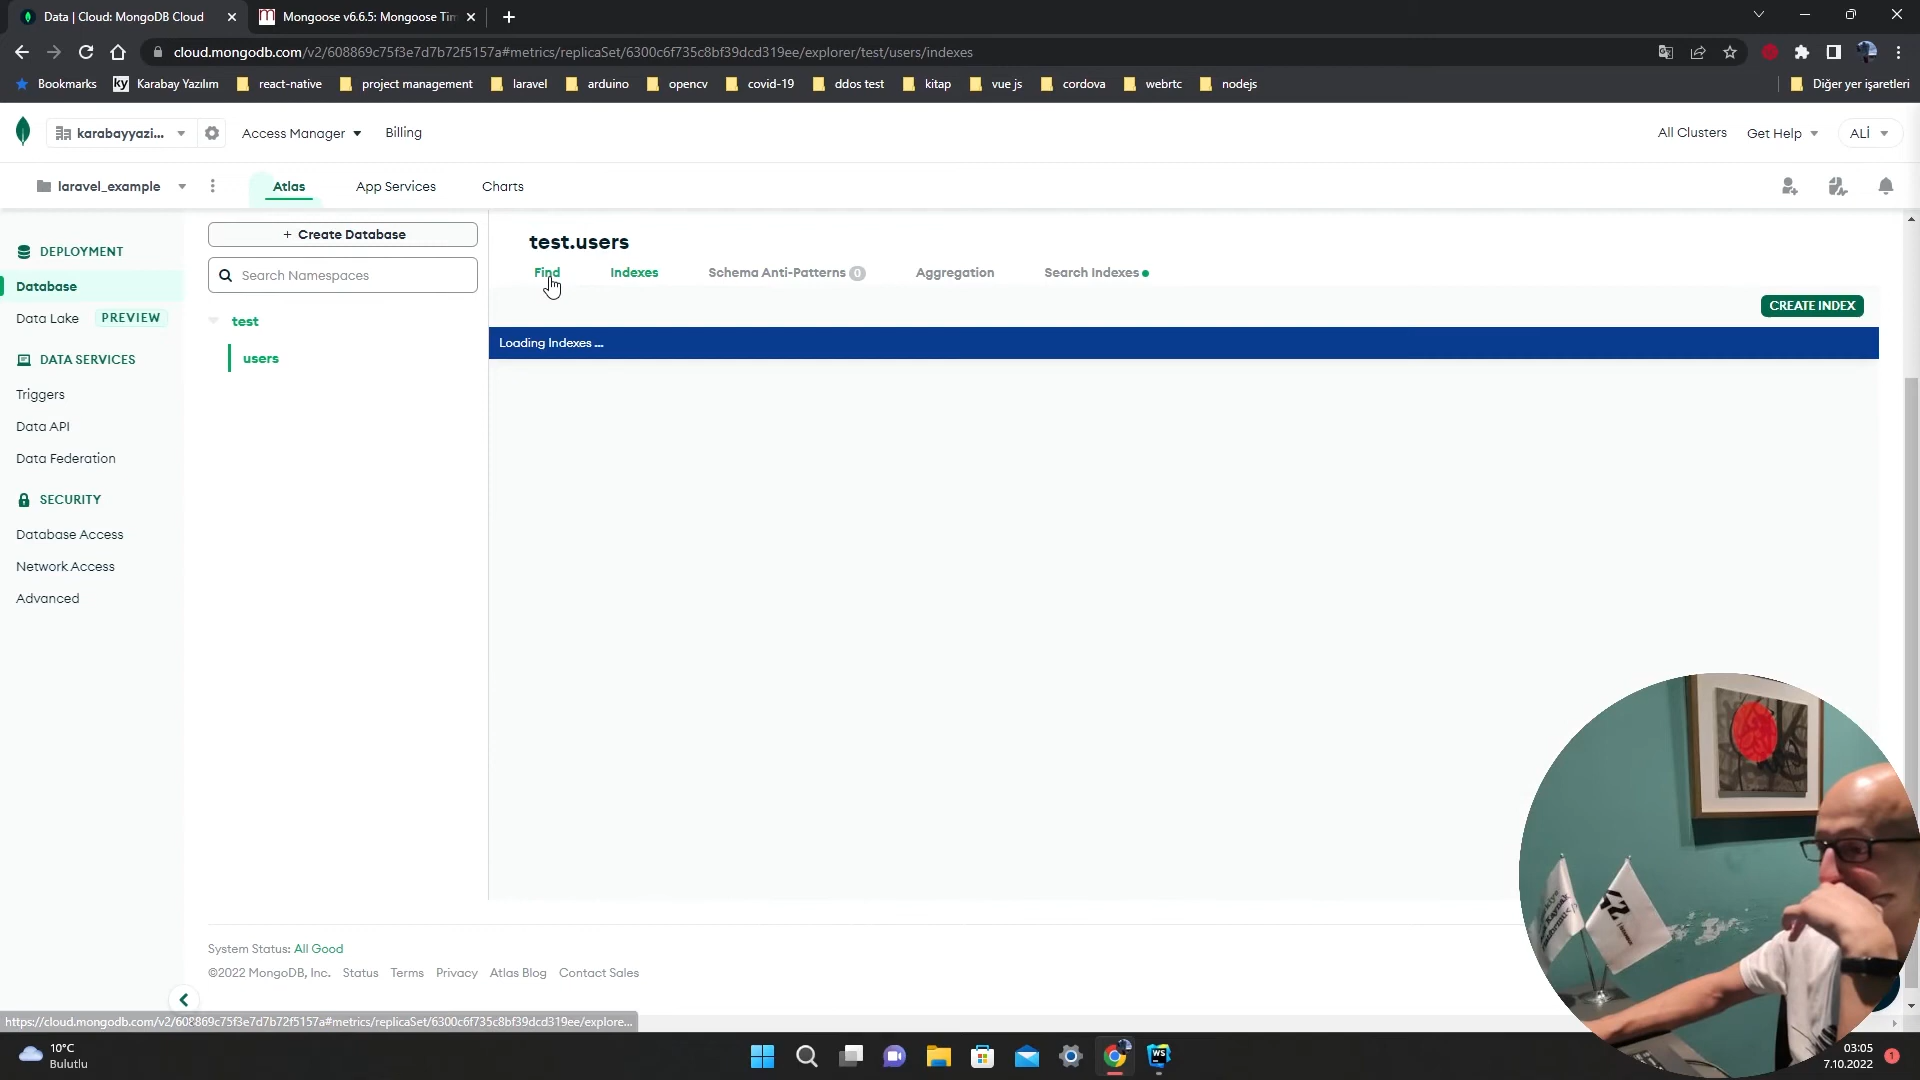 Data | Cloud: MongoDB Cloud
Mongoose v6.6.5: Mongoose Tim
cloud.mongodb.com/v2/608869c75f3e7d7b72f5157a#metrics/replicaSet/6300c6f735c8bf39dcd319ee/explorer/test/users/indexes
Bookmarks
ky Karabay Yazılım
react-native
project management
laravel
arduino
opencv
covid-19
ddos test
kitap
vue js
cordova
webrtc
nodejs
Diğer yer işaretleri
karabayyazi...
Access Manager
Billing
All Clusters
Get Help
ALİ
laravel_example
Atlas
App Services
Charts
DEPLOYMENT
Database
Data Lake PREVIEW
DATA SERVICES
Triggers
Data API
Data Federation
SECURITY
Database Access
Network Access
Advanced
+ Create Database
Search Namespaces
test
users
test.users
Find
Indexes
Schema Anti-Patterns 0
Aggregation
Search Indexes
CREATE INDEX
Loading Indexes ...
System Status: All Good
©2022 MongoDB, Inc. Status Terms Privacy Atlas Blog Contact Sales
https://cloud.mongodb.com/v2/608869c75f3e7d7b72f5157a#metrics/replicaSet/6300c6f735c8bf39dcd319ee/explore...
10°C
Bulutlu
WS
03:05
7.10.2022
1
42